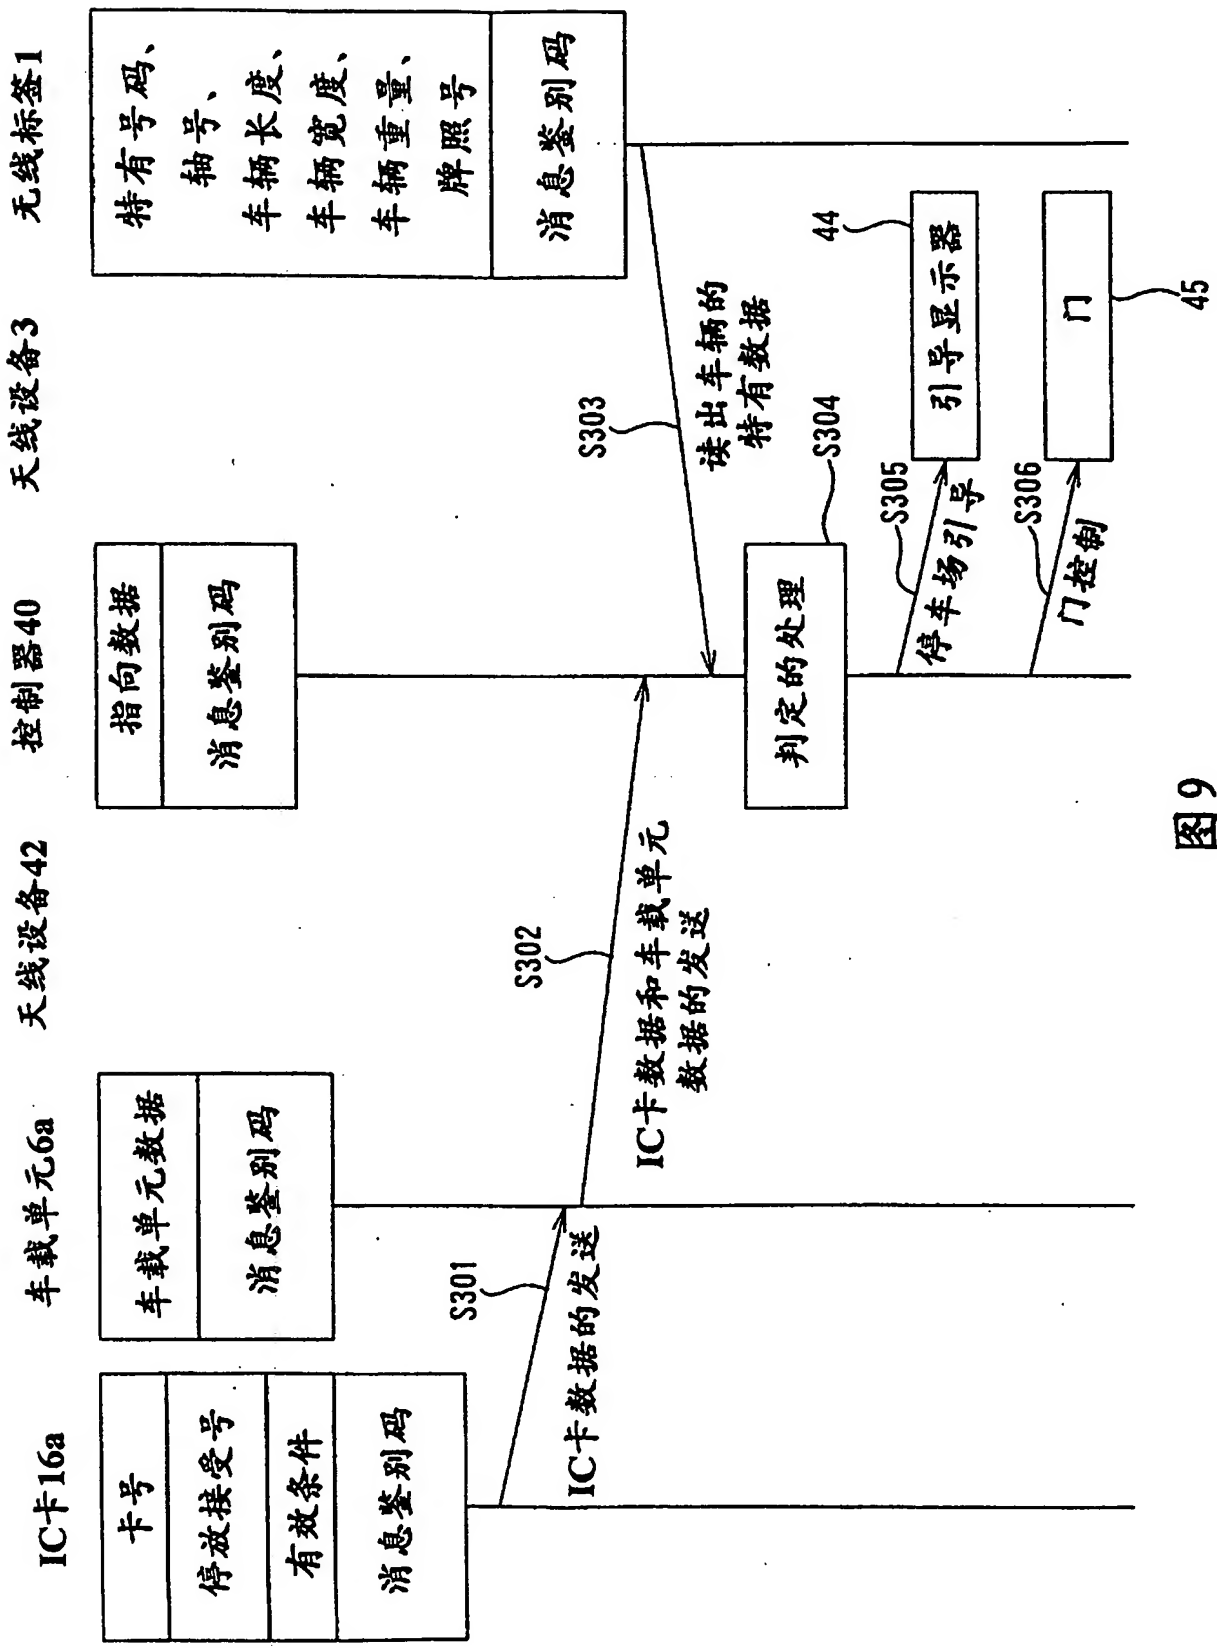 IC卡16a
车载单元6a
天线设备42
控制器40
天线设备3
无线标签1
卡号
停放接受号
有效条件
消息鉴别码
车载单元数据
消息鉴别码
指向数据
消息鉴别码
特有号码、
轴号、
车辆长度、
车辆宽度、
车辆重量、
牌照号
消息鉴别码
S301
IC卡数据的发送
S302
IC卡数据和车载单元
数据的发送
S303
读出车辆的
特有数据
S304
判定的处理
S305
停车场引导
44
引导显示器
S306
门控制
门
45
图9